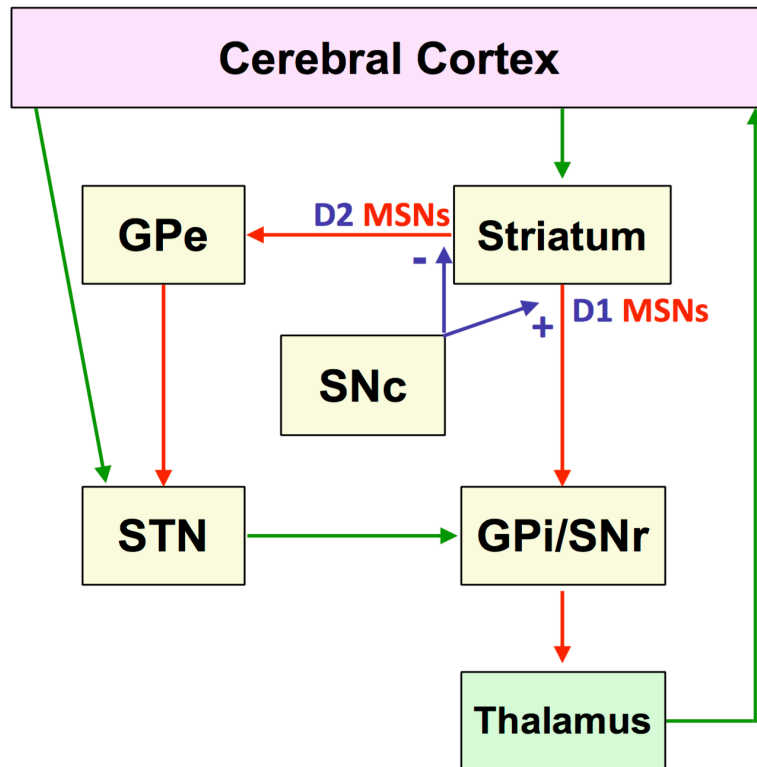 Cerebral Cortex
GPe
D2 MSNs
Striatum
-
+
D1 MSNs
SNc
STN
GPi/SNr
Thalamus